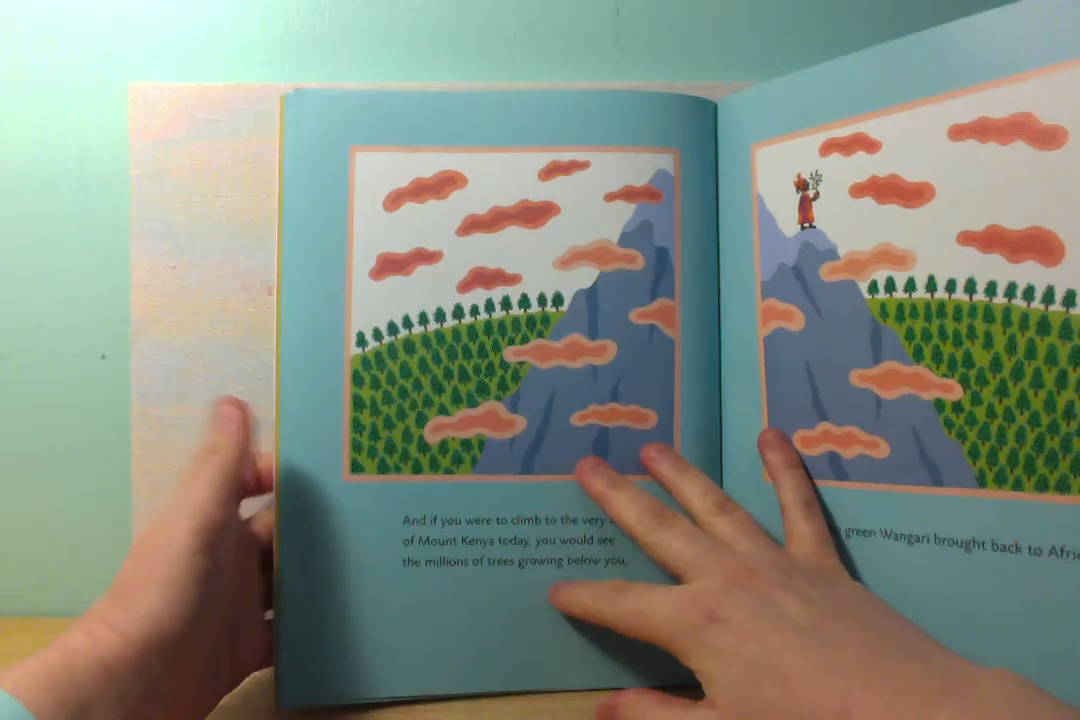 And if you were to climb to the very
of Mount Kenya today, you would see
the millions of trees growing below you,
green Wangari brought back to